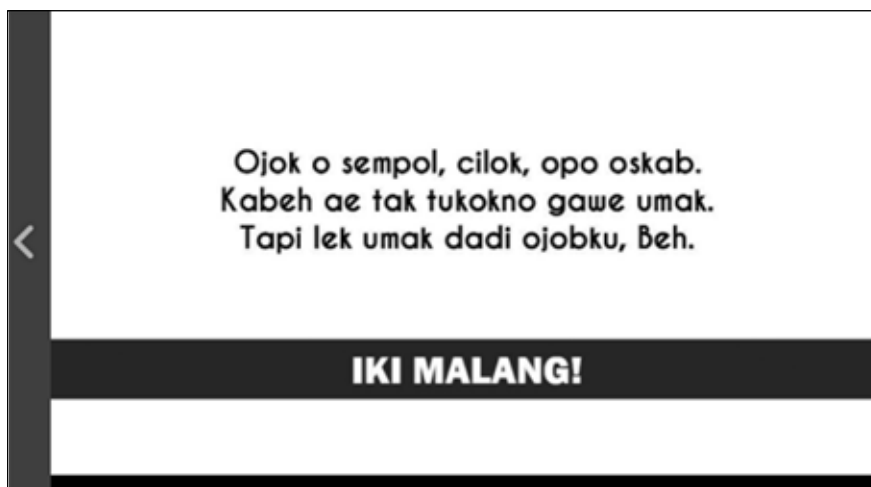 Ojok o sempol, cilok, opo oskab.
Kabeh ae tak tukokno gawe umak.
Tapi lek umak dadi ojobku, Beh.
IKI MALANG!